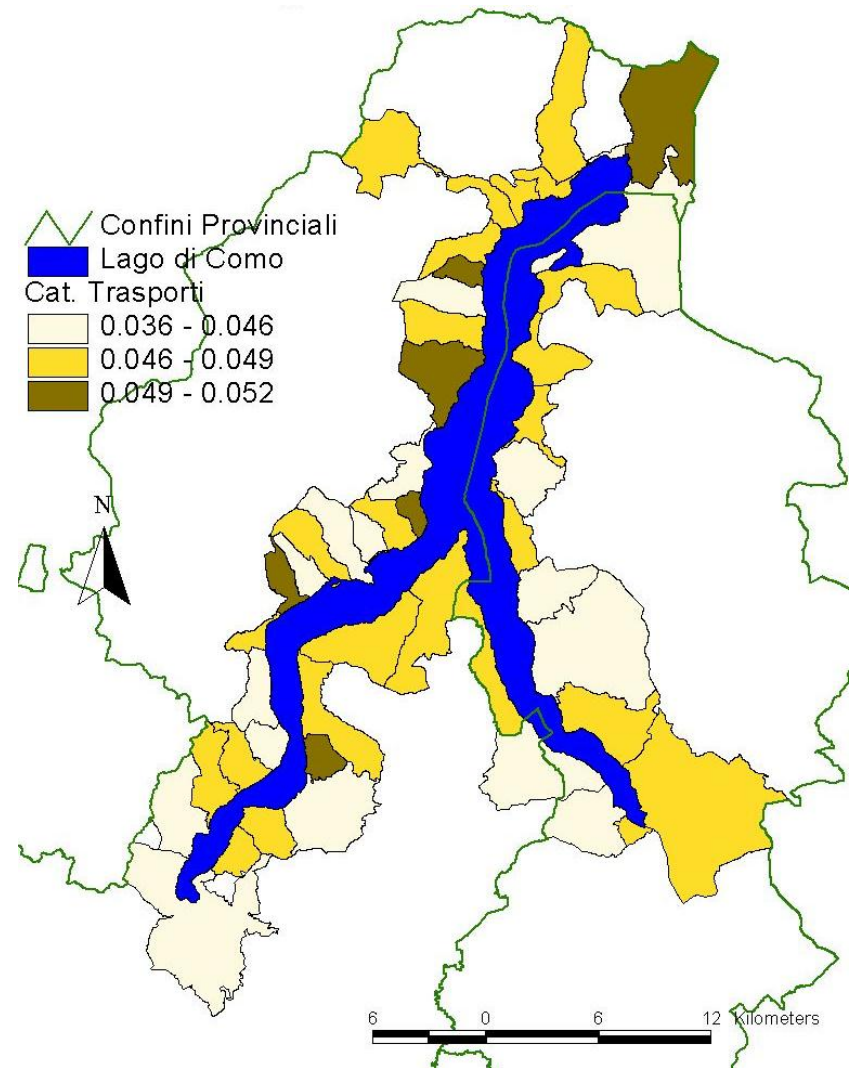 Confini Provinciali
Lago di Como
Cat. Trasporti
0.036 - 0.046
0.046 - 0.049
0.049 - 0.052
N
6 0 6 12 Kilometers